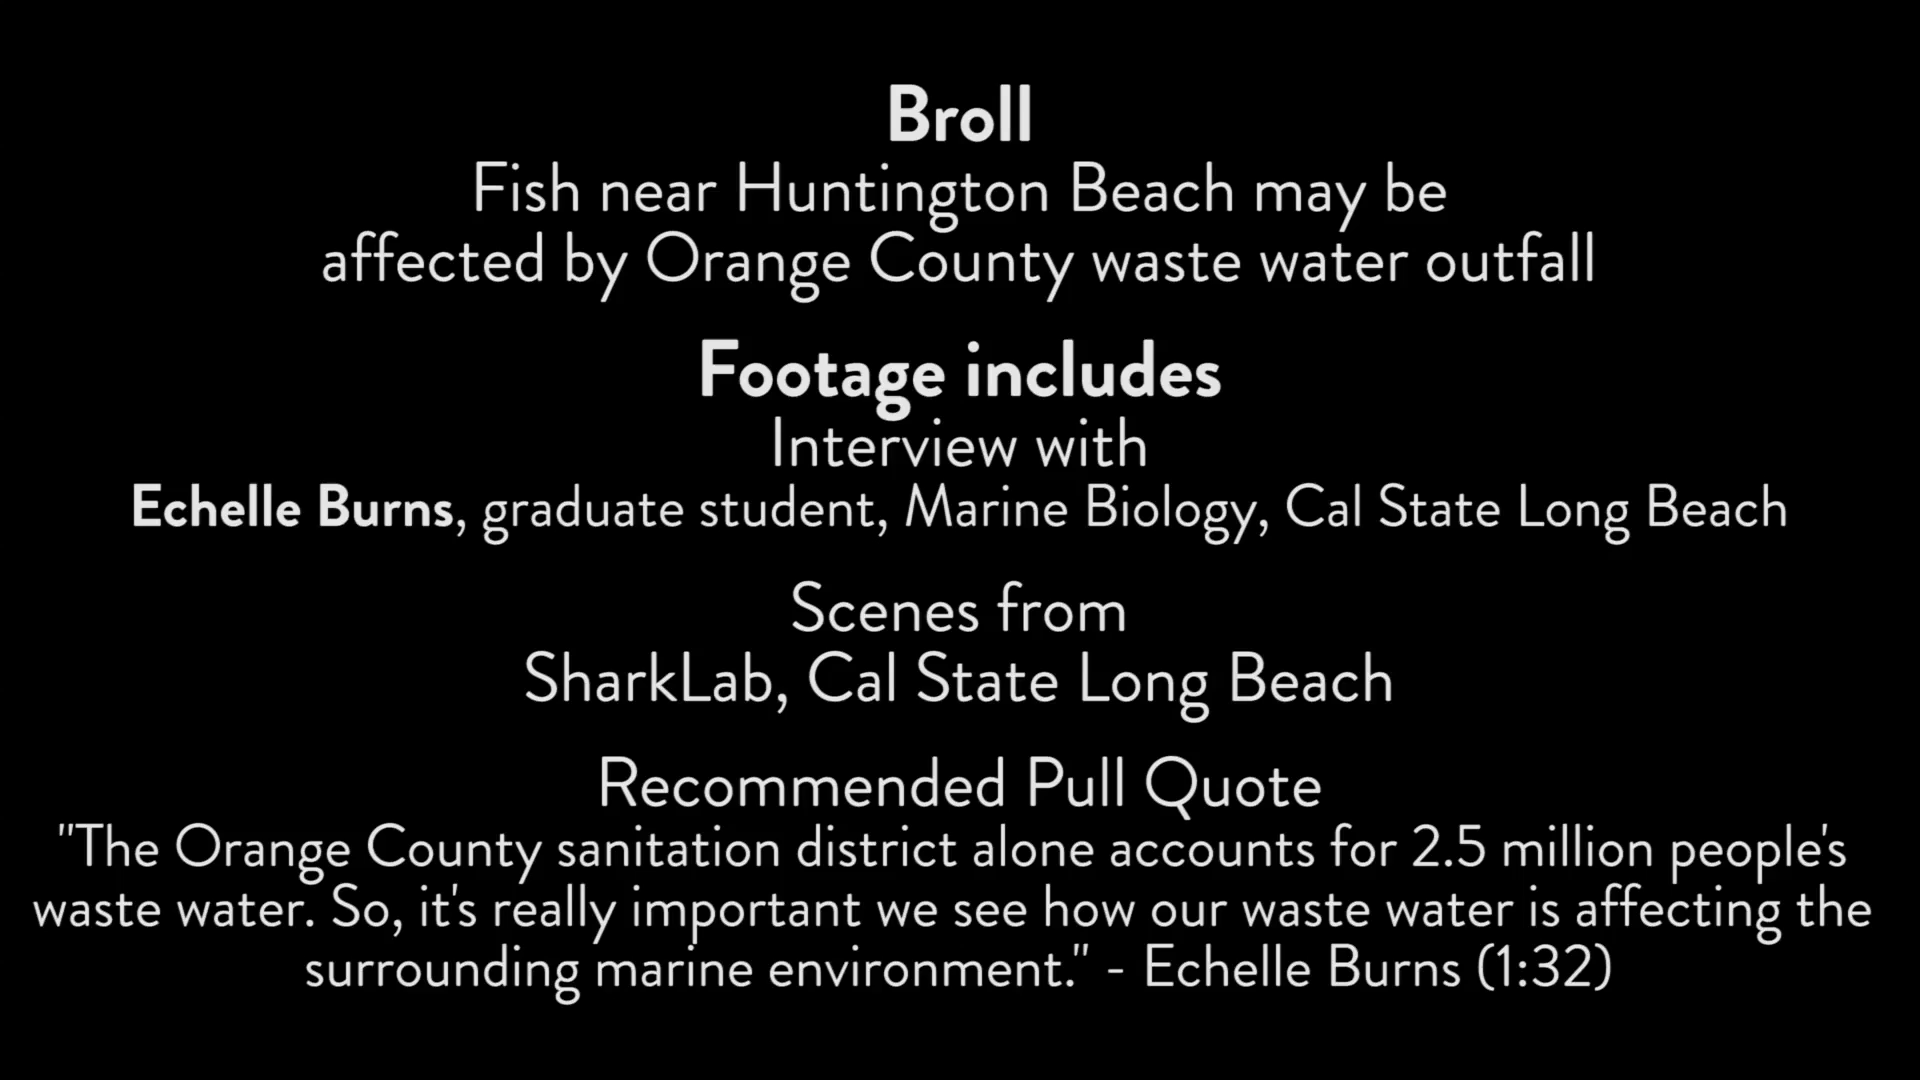 Broll
Fish near Huntington Beach may be
affected by Orange County waste water outfall
Footage includes
Interview with
Echelle Burns, graduate student, Marine Biology, Cal State Long Beach
Scenes from
SharkLab, Cal State Long Beach
Recommended Pull Quote
"The Orange County sanitation district alone accounts for 2.5 million people's
waste water. So, it's really important we see how our waste water is affecting the
surrounding marine environment." - Echelle Burns (1:32)